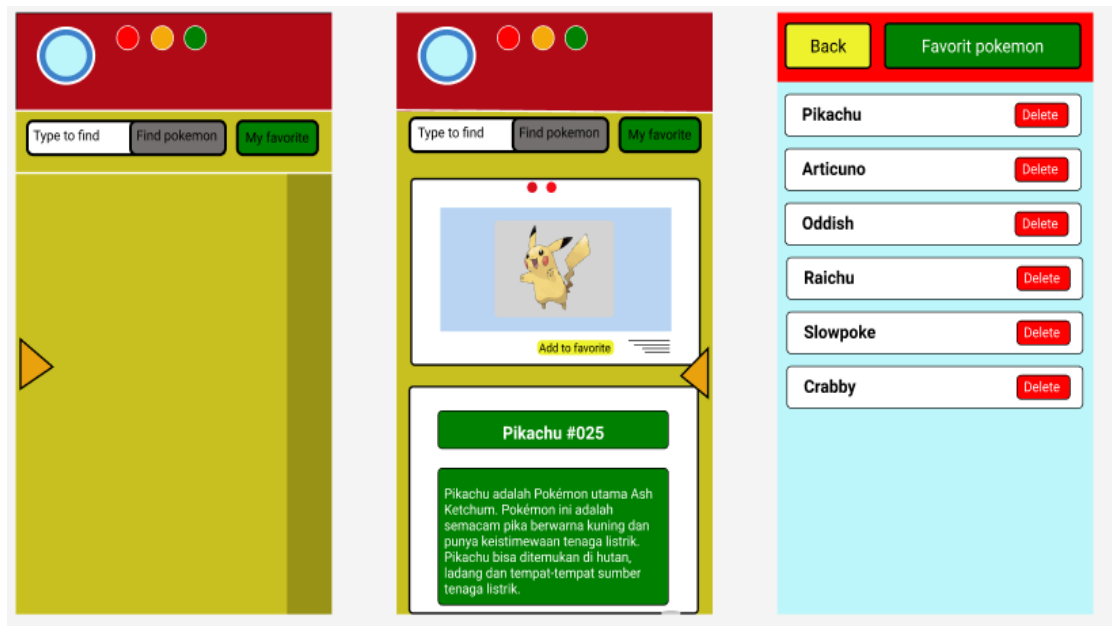 Type to find
Find pokemon
My favorite
Type to find
Find pokemon
My favorite
Add to favorite
Pikachu #025
Pikachu adalah Pokémon utama Ash
Ketchum. Pokémon ini adalah
semacam pika berwarna kuning dan
punya keistimewaan tenaga listrik.
Pikachu bisa ditemukan di hutan,
ladang dan tempat-tempat sumber
tenaga listrik.
Back
Favorit pokemon
Pikachu
Delete
Articuno
Delete
Oddish
Delete
Raichu
Delete
Slowpoke
Delete
Crabby
Delete